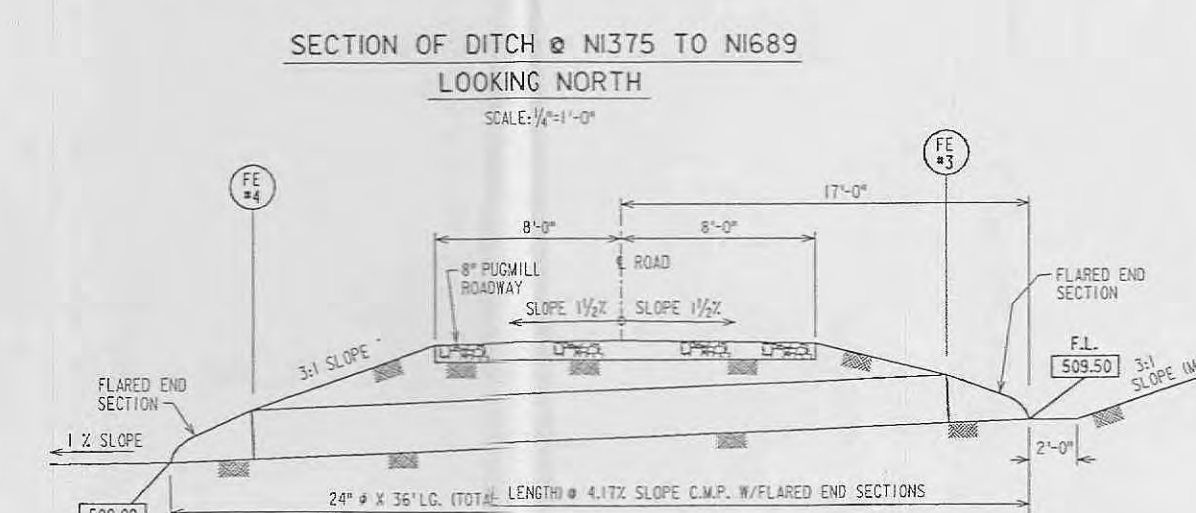 SECTION OF DITCH @ N1375 TO N1689
LOOKING NORTH
SCALE: 1/4"=1'-0"
FE
#4
FE
#3
17'-0"
8'-0"
8'-0"
8" PUGMILL
ROADWAY
℄ ROAD
SLOPE 1 1/2%
SLOPE 1 1/2%
FLARED END
SECTION
F.L.
509.50
3:1
SLOPE
3:1 SLOPE
FLARED END
SECTION
1 % SLOPE
2'-0"
24" ø X 36' LG. (TOTAL LENGTH) @ 4.17% SLOPE C.M.P. W/FLARED END SECTIONS